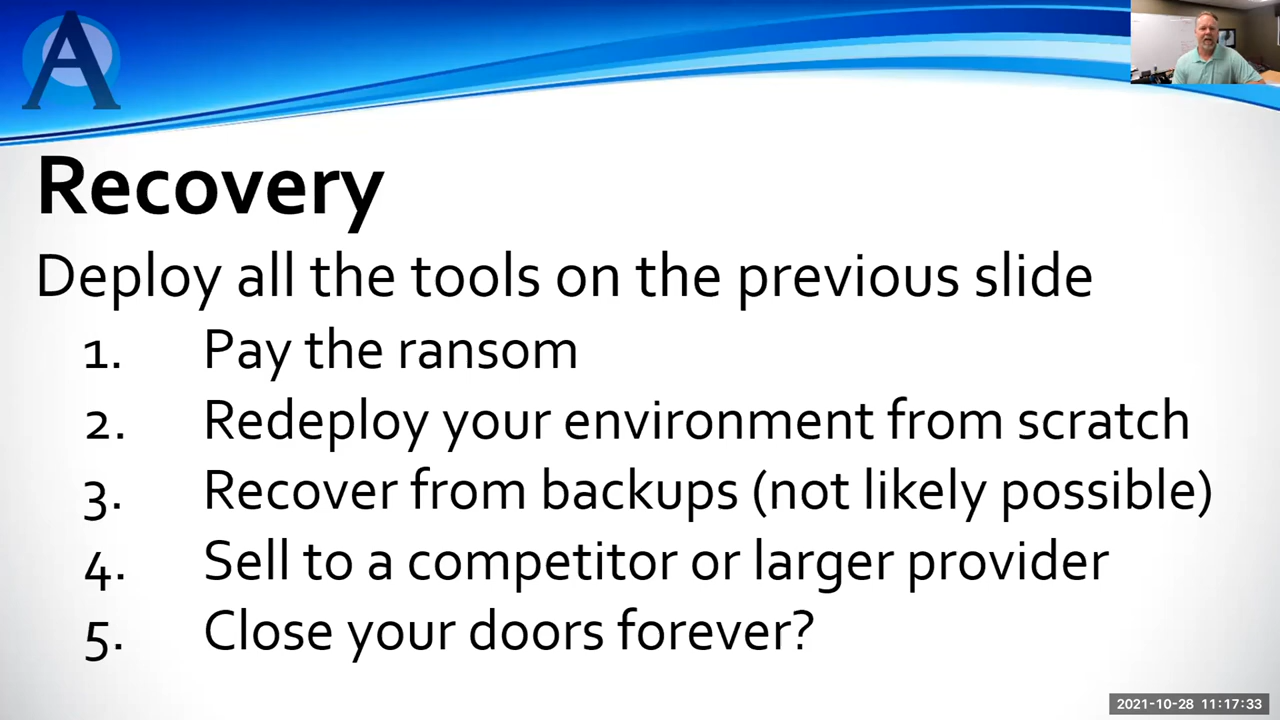 A
Recovery
Deploy all the tools on the previous slide
1. Pay the ransom
2. Redeploy your environment from scratch
3. Recover from backups (not likely possible)
4. Sell to a competitor or larger provider
5. Close your doors forever?
2021-10-28 11:17:33